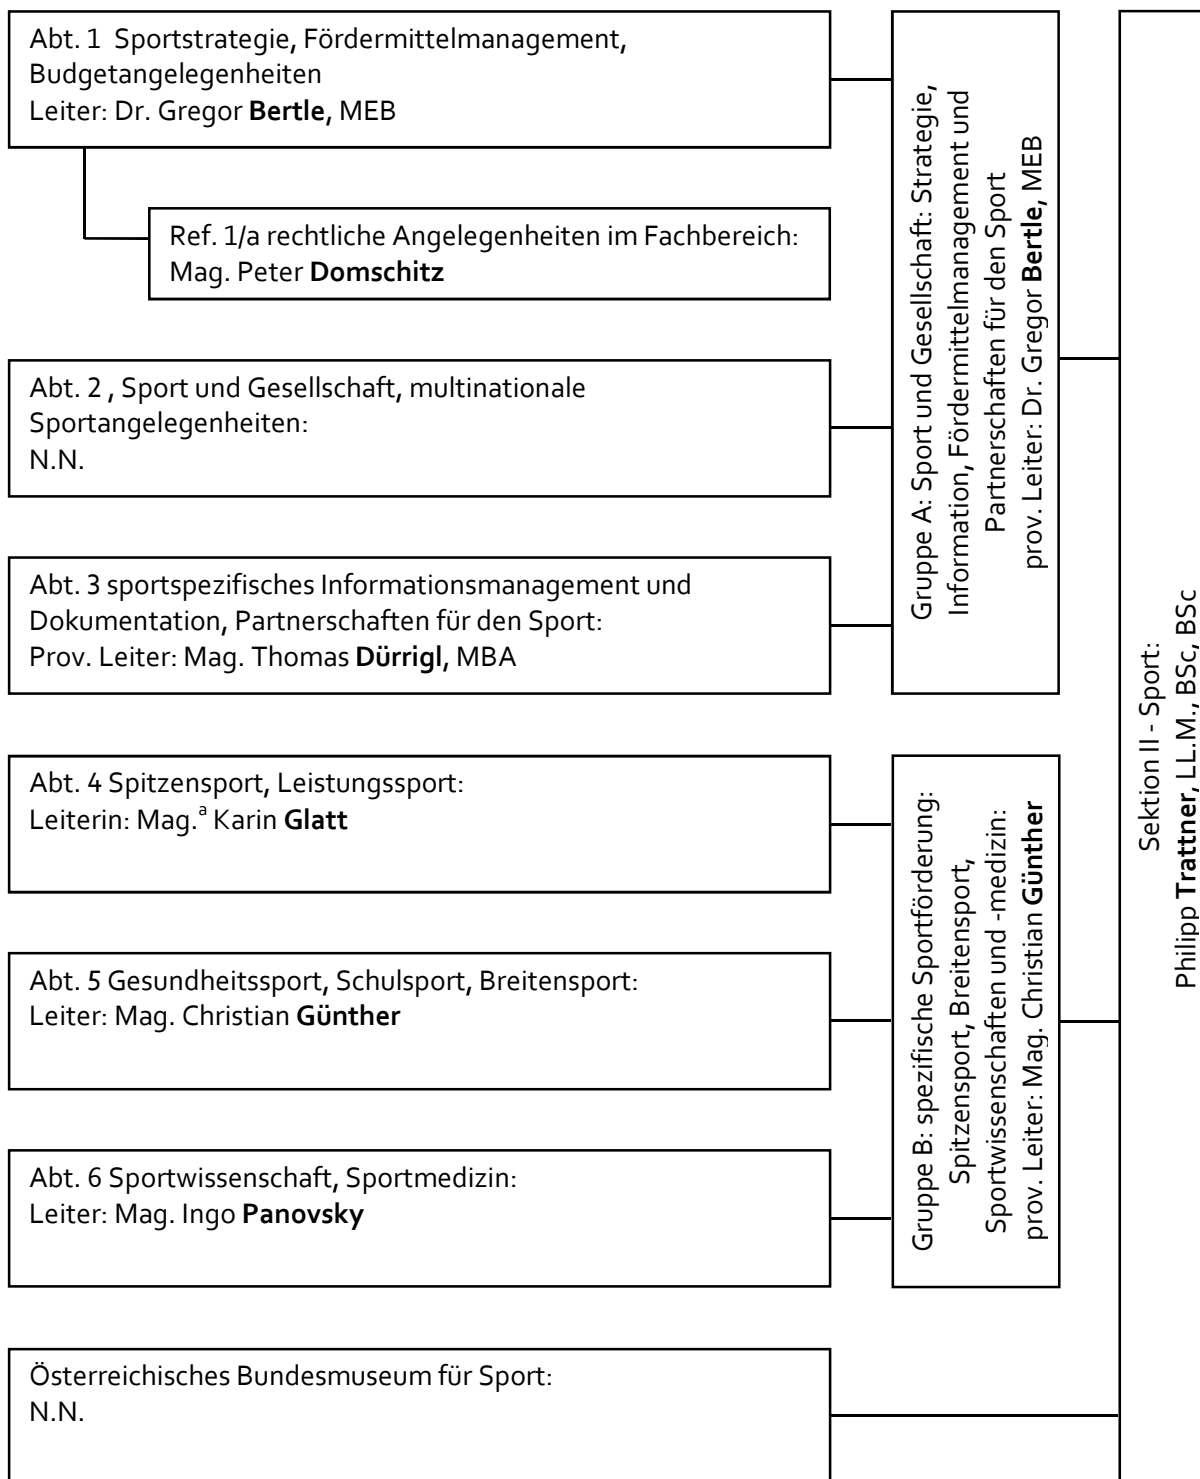 Abt. 1  Sportstrategie, Fördermittelmanagement,
Budgetangelegenheiten
Leiter: Dr. Gregor Bertle, MEB
Ref. 1/a rechtliche Angelegenheiten im Fachbereich:
Mag. Peter Domschitz
Abt. 2 , Sport und Gesellschaft, multinationale
Sportangelegenheiten:
N.N.
Abt. 3 sportspezifisches Informationsmanagement und
Dokumentation, Partnerschaften für den Sport:
Prov. Leiter: Mag. Thomas Dürrigl, MBA
Gruppe A: Sport und Gesellschaft: Strategie,
Information, Fördermittelmanagement und
Partnerschaften für den Sport
prov. Leiter: Dr. Gregor Bertle, MEB
Abt. 4 Spitzensport, Leistungssport:
Leiterin: Mag.ª Karin Glatt
Abt. 5 Gesundheitssport, Schulsport, Breitensport:
Leiter: Mag. Christian Günther
Abt. 6 Sportwissenschaft, Sportmedizin:
Leiter: Mag. Ingo Panovsky
Gruppe B: spezifische Sportförderung:
Spitzensport, Breitensport,
Sportwissenschaften und -medizin:
prov. Leiter: Mag. Christian Günther
Österreichisches Bundesmuseum für Sport:
N.N.
Sektion II - Sport:
Philipp Trattner, LL.M., BSc, BSc